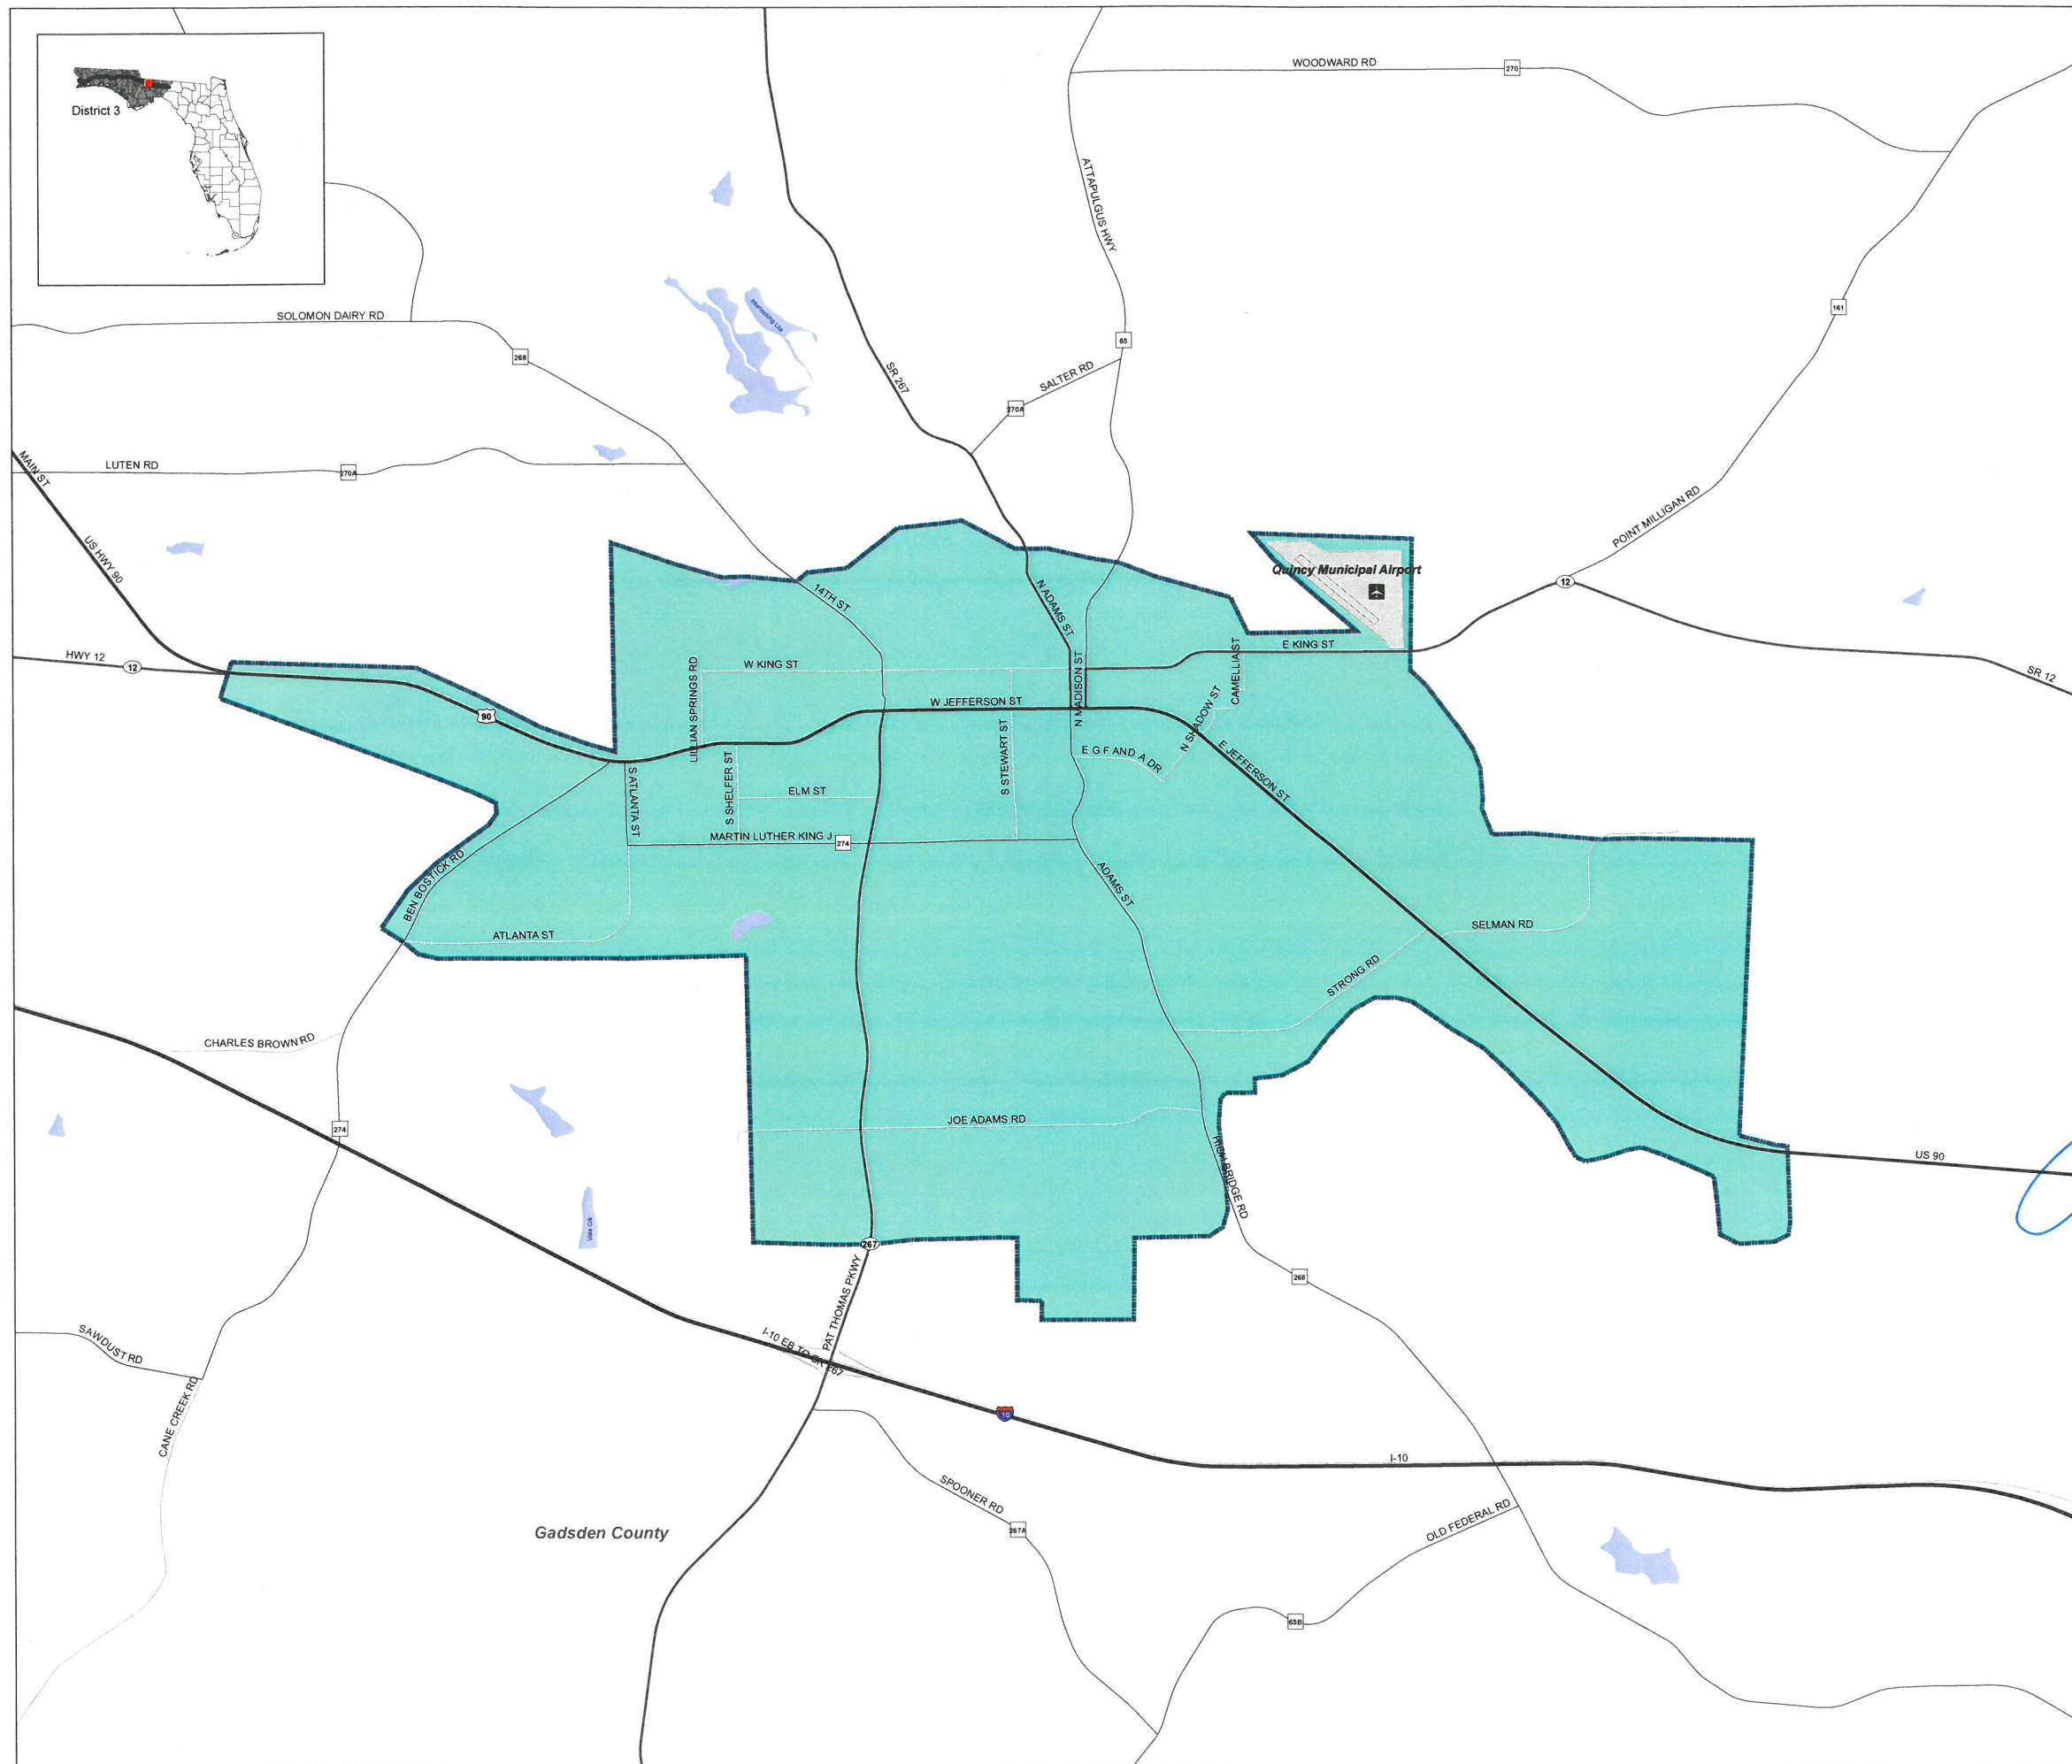 District 3
WOODWARD RD
270
ATTAPULGUS HWY
161
SOLOMON DAIRY RD
268
65
SR 267
SALTER RD
270A
MAIN ST
LUTEN RD
270A
US HWY 90
POINT MILLIGAN RD
Quincy Municipal Airport
12
14TH ST
N ADAMS ST
HWY 12
12
LILLIAN SPRINGS RD
W KING ST
N MADISON ST
CAMELLIA ST
E KING ST
SR 12
90
W JEFFERSON ST
N SHADOW ST
S ATLANTA ST
S SHELFER ST
ELM ST
S STEWART ST
E G F AND A DR
E JEFFERSON ST
MARTIN LUTHER KING J
274
BEN BOSTICK RD
ADAMS ST
ATLANTA ST
SELMAN RD
STRONG RD
CHARLES BROWN RD
274
JOE ADAMS RD
HIGH BRIDGE RD
US 90
267
268
PAT THOMAS PKWY
SAWDUST RD
I-10 EB TO SR 267
CANE CREEK RD
10
I-10
SPOONER RD
267A
OLD FEDERAL RD
Gadsden County
65B